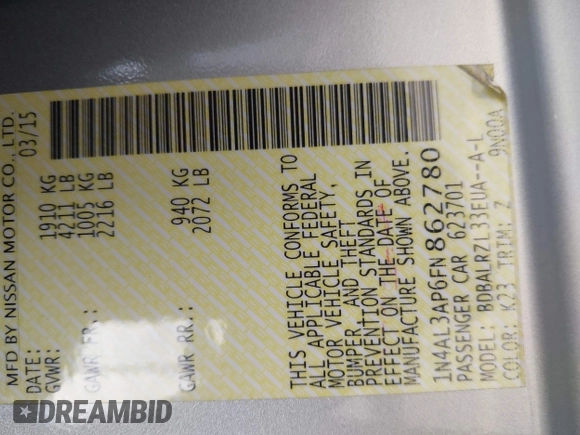 MFD BY NISSAN MOTOR CO., LTD.
DATE: 03/15
GVWR: 1910 KG
4211 LB
GAWR FR.: 1005 KG
2216 LB
GAWR RR.: 940 KG
2072 LB
THIS VEHICLE CONFORMS TO
ALL APPLICABLE FEDERAL
MOTOR VEHICLE SAFETY,
BUMPER, AND THEFT
PREVENTION STANDARDS IN
EFFECT ON THE DATE OF
MANUFACTURE SHOWN ABOVE.
1N4AL3AP6FN862780
PASSENGER CAR 623701
MODEL: BDBALRZL33EUA--A-L
COLOR: K23 TRIM: Z 9N00A
DREAMBID